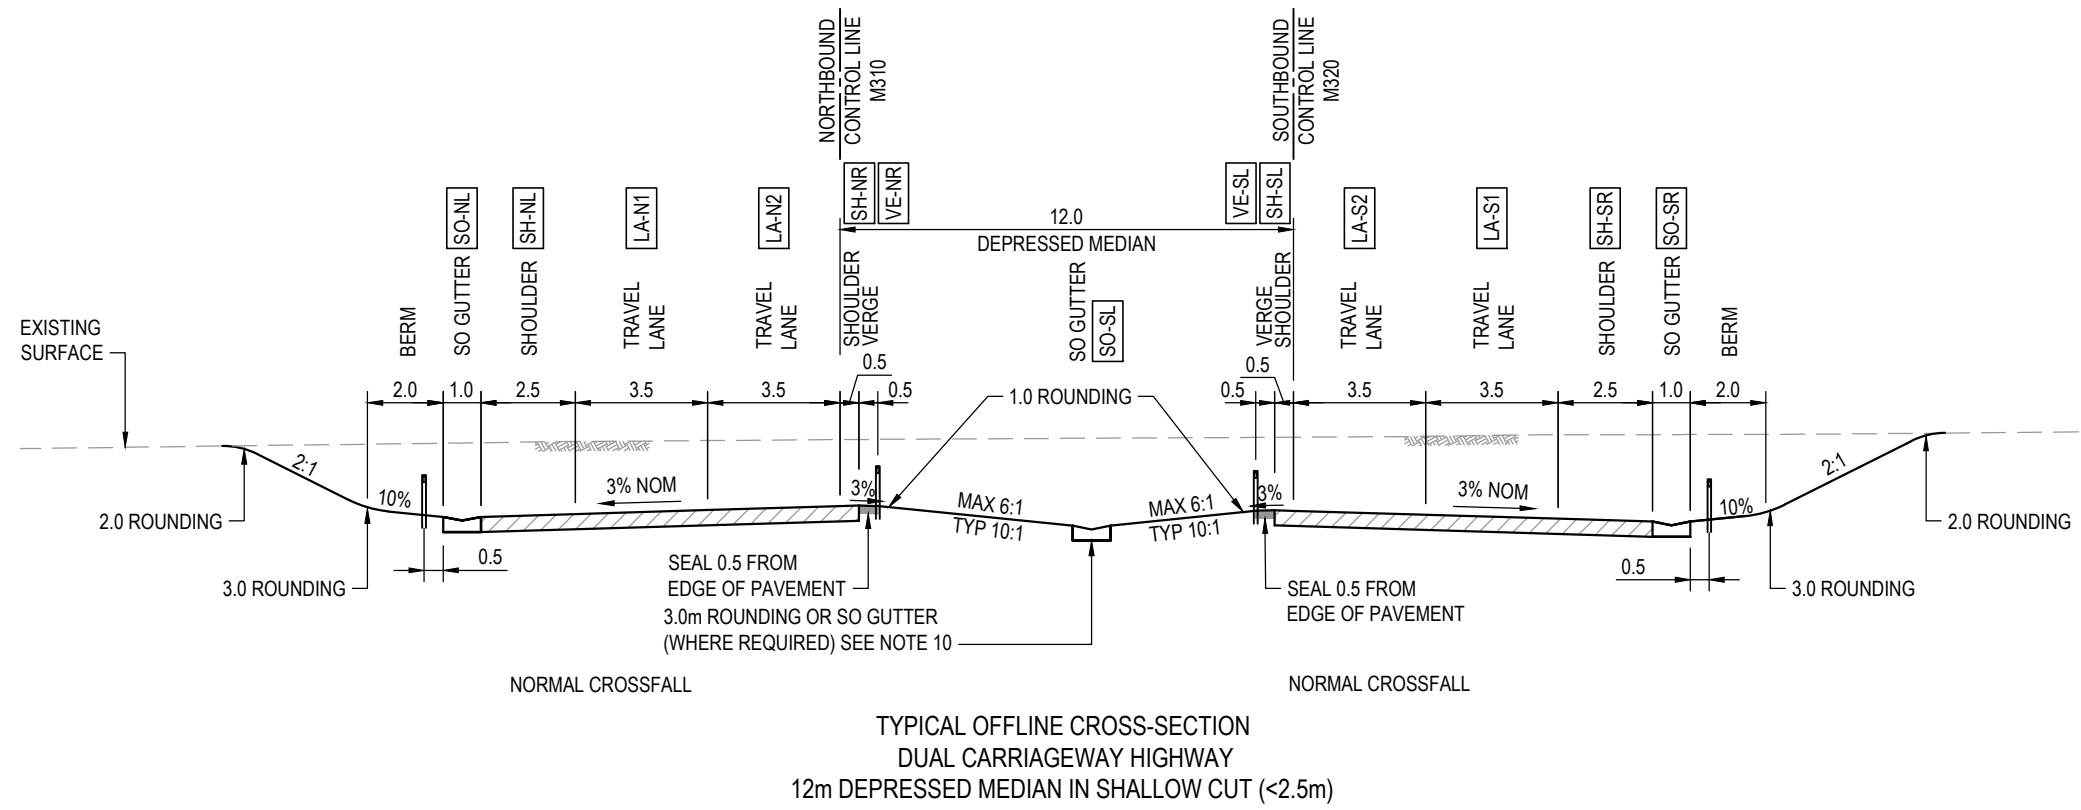 NORTHBOUND
CONTROL LINE
M310
SOUTHBOUND
CONTROL LINE
M320
SO-NL
SH-NL
LA-N1
LA-N2
SH-NR
VE-NR
VE-SL
SH-SL
LA-S2
LA-S1
SH-SR
SO-SR
12.0
DEPRESSED MEDIAN
BERM
SO GUTTER
SHOULDER
TRAVEL
LANE
TRAVEL
LANE
SHOULDER
VERGE
SO GUTTER
SO-SL
VERGE
SHOULDER
TRAVEL
LANE
TRAVEL
LANE
SHOULDER
SO GUTTER
BERM
EXISTING
SURFACE
0.5
0.5
2.0
1.0
2.5
3.5
3.5
0.5
0.5
3.5
3.5
2.5
1.0
2.0
1.0 ROUNDING
2:1
10%
3% NOM
3%
MAX 6:1
TYP 10:1
MAX 6:1
TYP 10:1
3%
3% NOM
10%
2:1
2.0 ROUNDING
2.0 ROUNDING
0.5
0.5
3.0 ROUNDING
3.0 ROUNDING
SEAL 0.5 FROM
EDGE OF PAVEMENT
3.0m ROUNDING OR SO GUTTER
(WHERE REQUIRED) SEE NOTE 10
SEAL 0.5 FROM
EDGE OF PAVEMENT
NORMAL CROSSFALL
NORMAL CROSSFALL
TYPICAL OFFLINE CROSS-SECTION
DUAL CARRIAGEWAY HIGHWAY
12m DEPRESSED MEDIAN IN SHALLOW CUT (<2.5m)